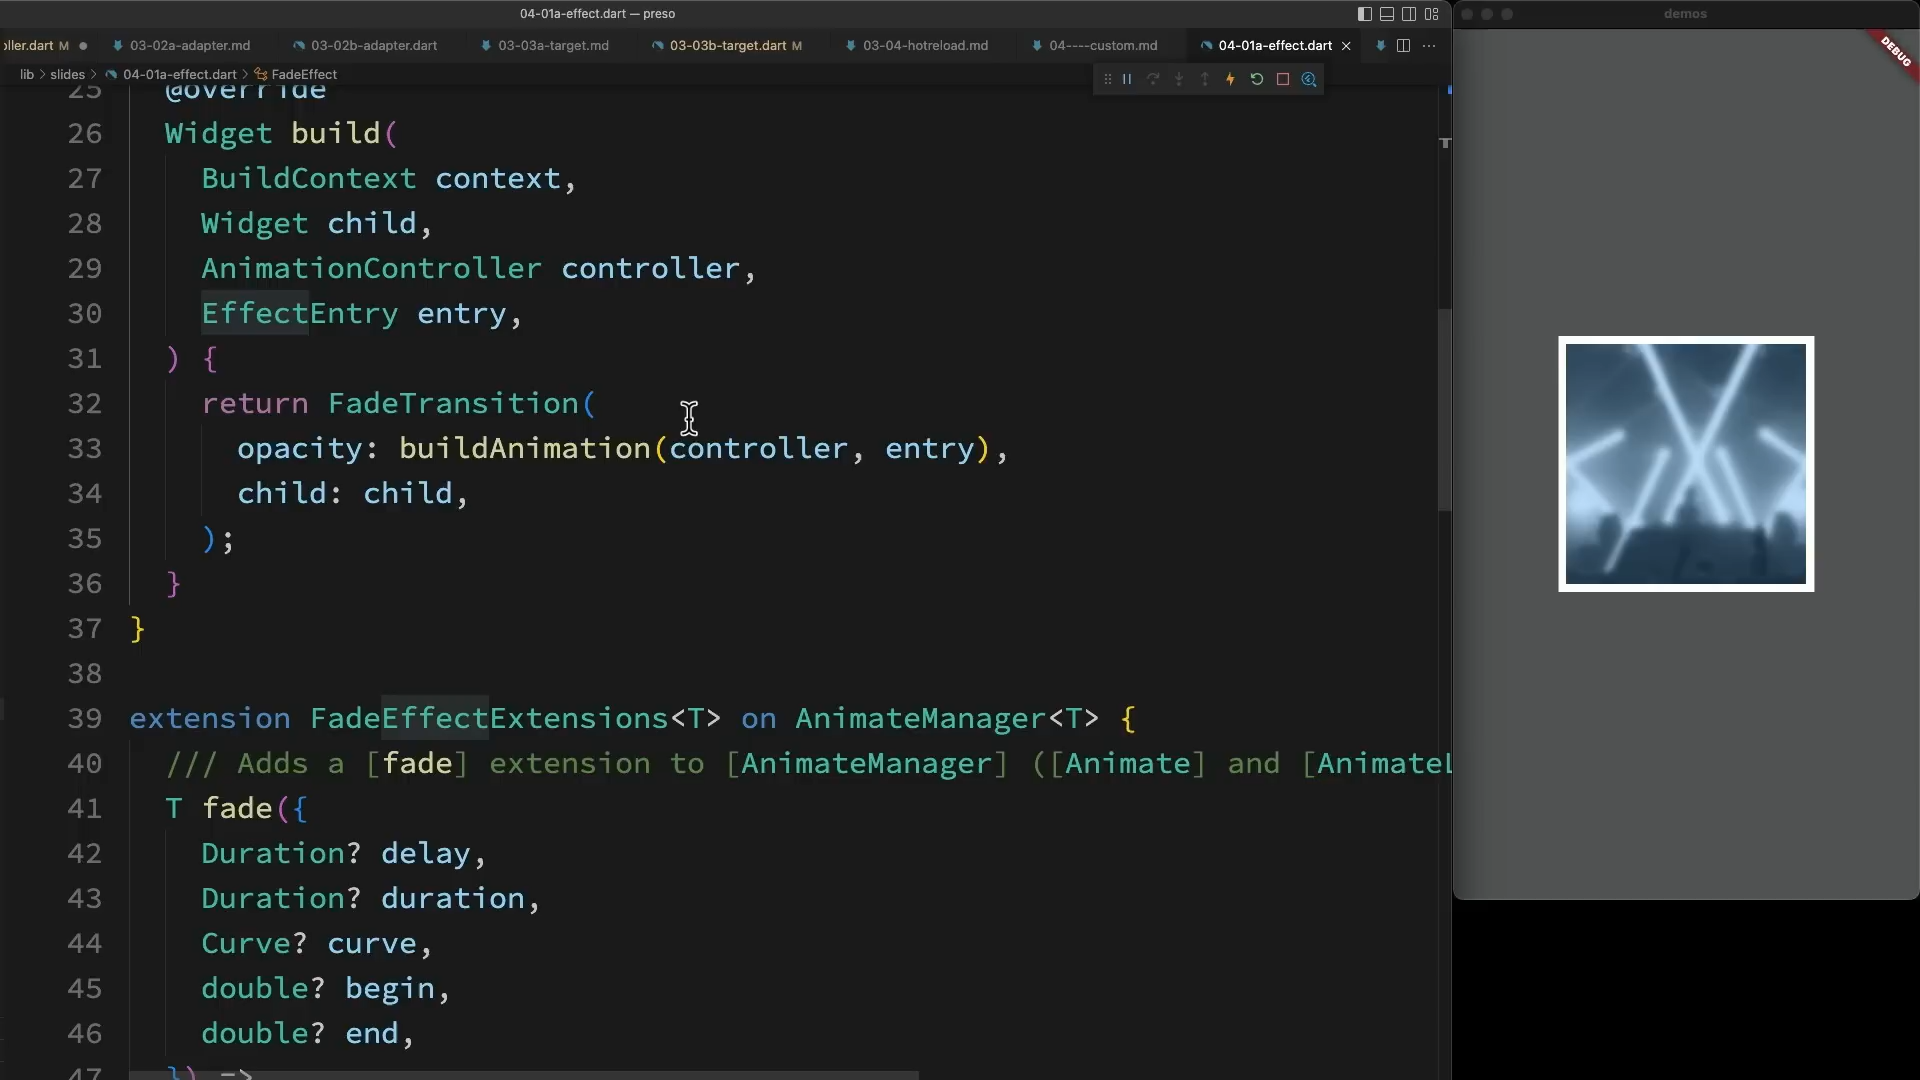 04-01a-effect.dart — preso
demos
DEBUG
oller.dart M
03-02a-adapter.md
03-02b-adapter.dart
03-03a-target.md
03-03b-target.dart M
03-04-hotreload.md
04----custom.md
04-01a-effect.dart
lib > slides > 04-01a-effect.dart > FadeEffect
25 @override
26 Widget build(
27 BuildContext context,
28 Widget child,
29 AnimationController controller,
30 EffectEntry entry,
31 ) {
32 return FadeTransition(
33 opacity: buildAnimation(controller, entry),
34 child: child,
35 );
36 }
37 }
38
39 extension FadeEffectExtensions<T> on AnimateManager<T> {
40 /// Adds a [fade] extension to [AnimateManager] ([Animate] and [AnimateL
41 T fade({
42 Duration? delay,
43 Duration? duration,
44 Curve? curve,
45 double? begin,
46 double? end,
47 }) =>